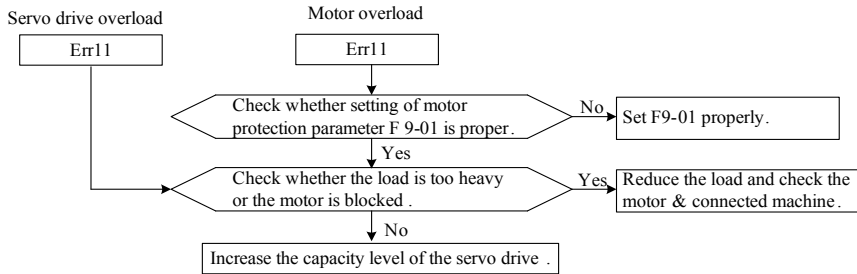 Servo drive overload
Motor overload
Err11
Err11
Check whether setting of motor
protection parameter F 9-01 is proper .
No
Set F9-01 properly .
Yes
Check whether the load is too heavy
or the motor is blocked .
Yes
Reduce the load and check the
motor & connected machine .
No
Increase the capacity level of the servo drive .